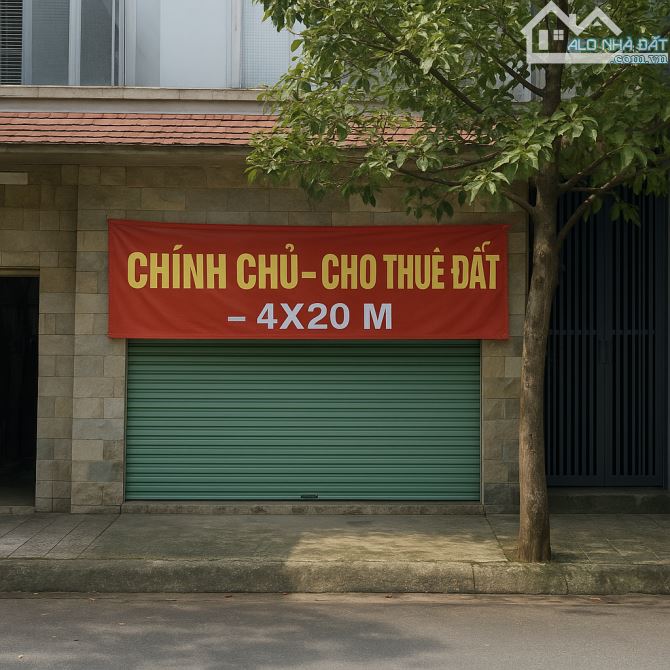 ALO NHÀ ĐẤT
.com.vn
CHÍNH CHỦ - CHO THUÊ ĐẤT
- 4X20 M